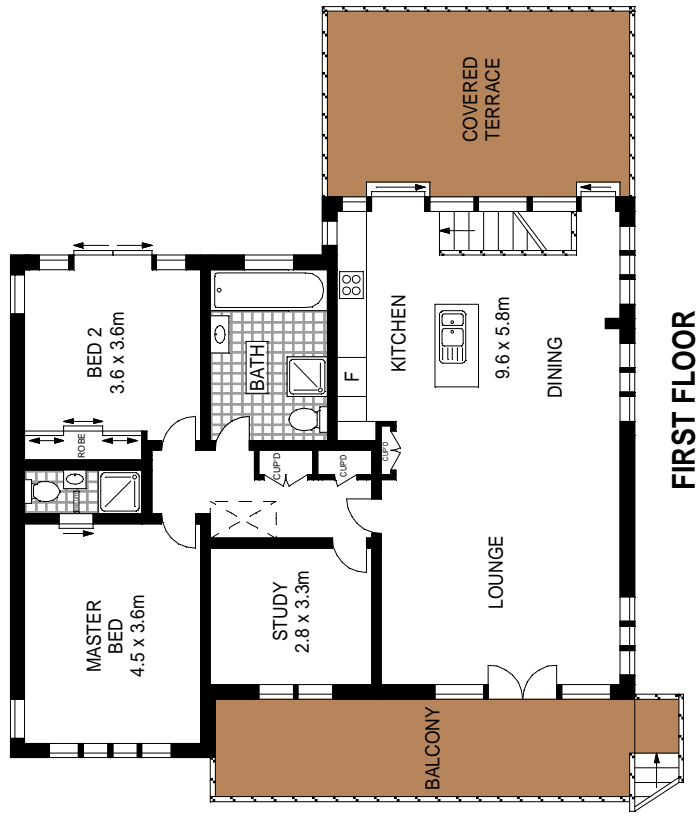 COVERED
TERRACE
BED 2
3.6 x 3.6m
ROBE
BATH
KITCHEN
F
9.6 x 5.8m
DINING
CUP'D
CUP'D
CUP'D
MASTER
BED
4.5 x 3.6m
STUDY
2.8 x 3.3m
LOUNGE
BALCONY
FIRST FLOOR